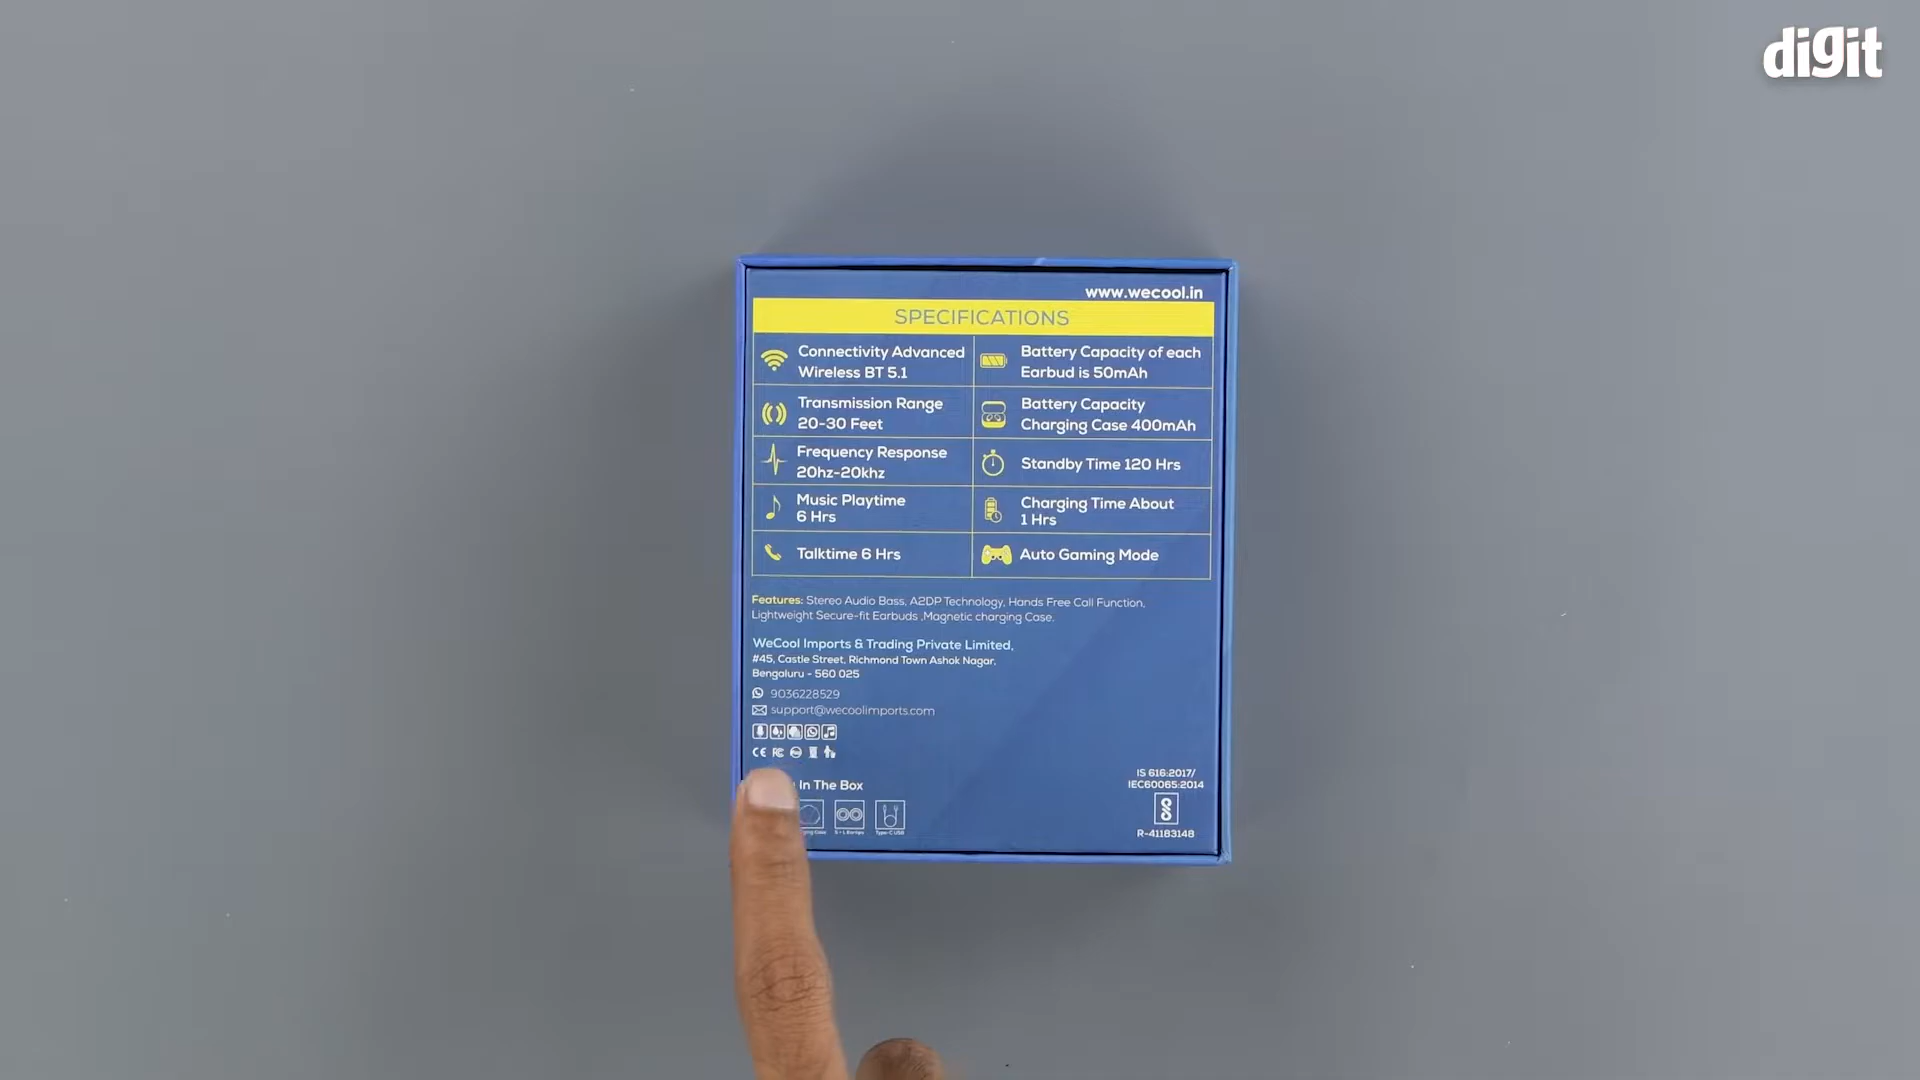 digit
www.wecool.in
SPECIFICATIONS
Connectivity Advanced
Wireless BT 5.1
Battery Capacity of each
Earbud is 50mAh
Transmission Range
20-30 Feet
Battery Capacity
Charging Case 400mAh
Frequency Response
20hz-20khz
Standby Time 120 Hrs
Music Playtime
6 Hrs
Charging Time About
1 Hrs
Talktime 6 Hrs
Auto Gaming Mode
Features: Stereo Audio Bass, A2DP Technology, Hands Free Call Function,
Lightweight Secure-fit Earbuds ,Magnetic charging Case.
WeCool Imports & Trading Private Limited,
#45, Castle Street, Richmond Town Ashok Nagar,
Bengaluru - 560 025
9036228529
support@wecoolimports.com
CE FC
In The Box
Case
Type-C USB
IS 616:2017/
IEC60065:2014
R-41183148